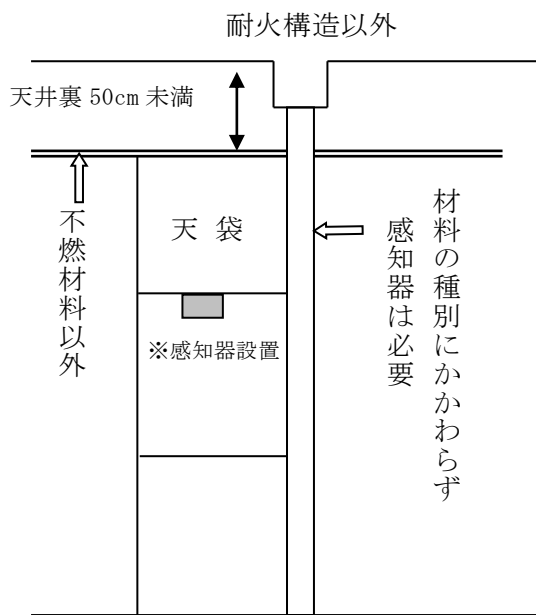 耐火構造以外
天井裏 50cm 未満
不燃材料以外
天 袋
※感知器設置
材料の種別にかかわらず
感知器は必要